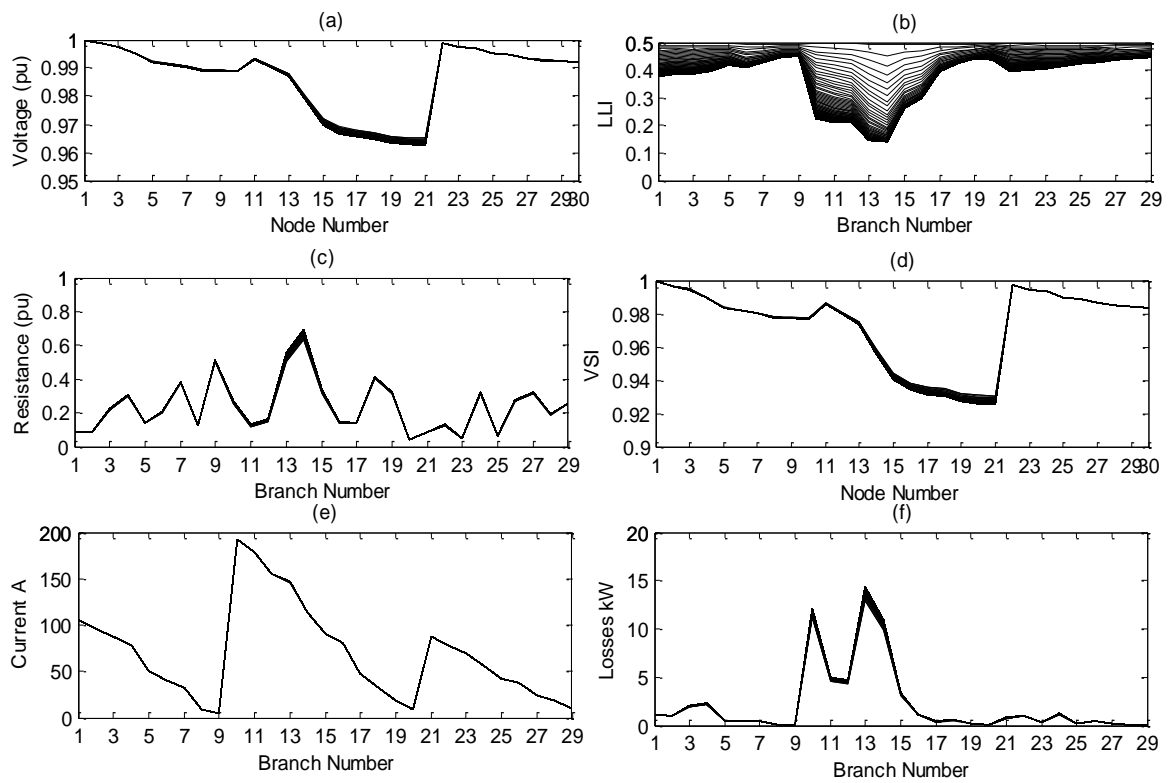 (a)
1
0.99
0.98
0.97
0.96
0.95
Voltage (pu)
1 3 5 7 9 11 13 15 17 19 21 23 25 27 2930
Node Number
(b)
0.5
0.4
0.3
0.2
0.1
0
LLI
1 3 5 7 9 11 13 15 17 19 21 23 25 27 29
Branch Number
(c)
1
0.8
0.6
0.4
0.2
0
Resistance (pu)
1 3 5 7 9 11 13 15 17 19 21 23 25 27 29
Branch Number
(d)
1
0.98
0.96
0.94
0.92
0.9
VSI
1 3 5 7 9 11 13 15 17 19 21 23 25 27 2930
Node Number
(e)
200
150
100
50
0
Current A
1 3 5 7 9 11 13 15 17 19 21 23 25 27 29
Branch Number
(f)
20
15
10
5
0
Losses kW
1 3 5 7 9 11 13 15 17 19 21 23 25 27 29
Branch Number